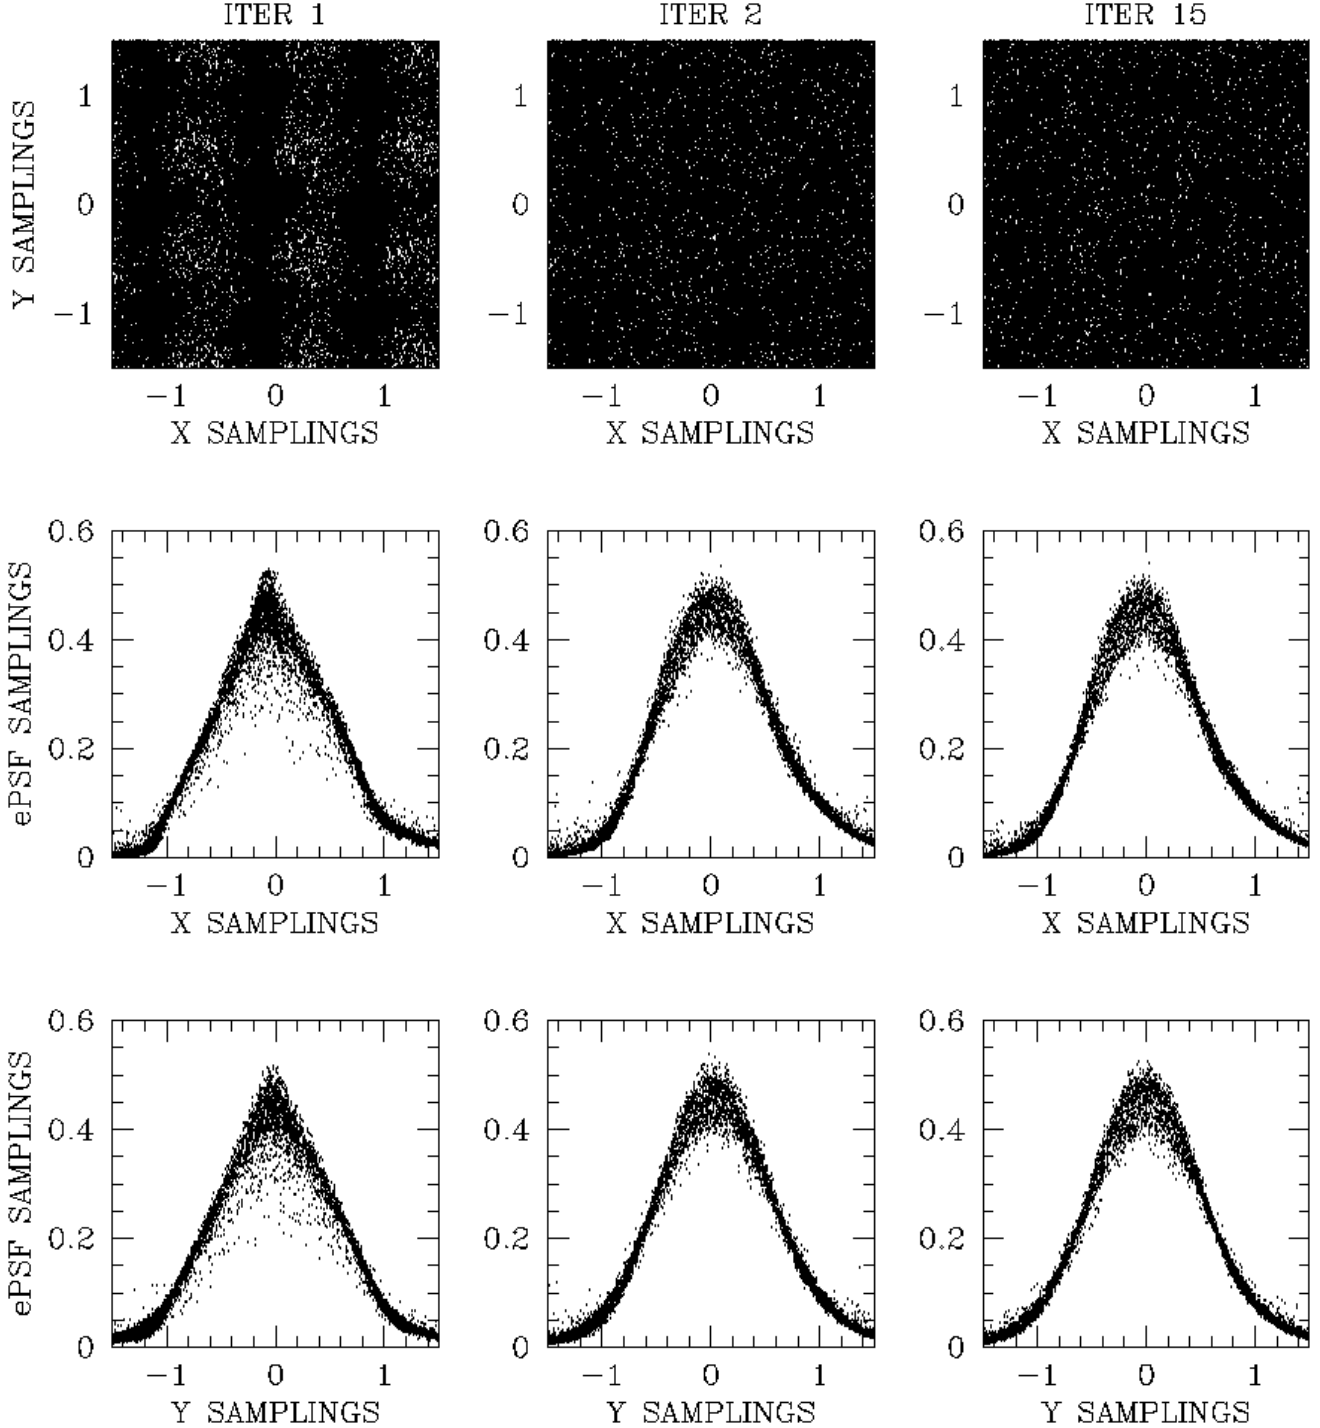 ITER 1 ITER 2 ITER 15
Y SAMPLINGS
1 1 1
0 0 0
−1 −1 −1
−1 0 1 −1 0 1 −1 0 1
X SAMPLINGS X SAMPLINGS X SAMPLINGS
ePSF SAMPLINGS
0.6 0.6 0.6
0.4 0.4 0.4
0.2 0.2 0.2
0 0 0
−1 0 1 −1 0 1 −1 0 1
X SAMPLINGS X SAMPLINGS X SAMPLINGS
ePSF SAMPLINGS
0.6 0.6 0.6
0.4 0.4 0.4
0.2 0.2 0.2
0 0 0
−1 0 1 −1 0 1 −1 0 1
Y SAMPLINGS Y SAMPLINGS Y SAMPLINGS